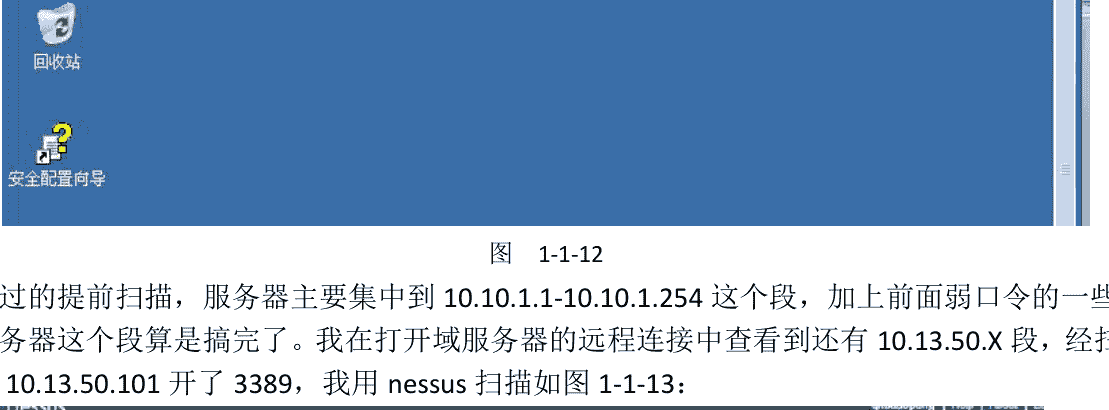 回收站
安全配置向导
图 1-1-12
过的提前扫描，服务器主要集中到 10.10.1.1-10.10.1.254 这个段，加上前面弱口令的一些
务器这个段算是搞完了。我在打开域服务器的远程连接中查看到还有 10.13.50.X 段，经扫
10.13.50.101 开了 3389，我用 nessus 扫描如图 1-1-13：